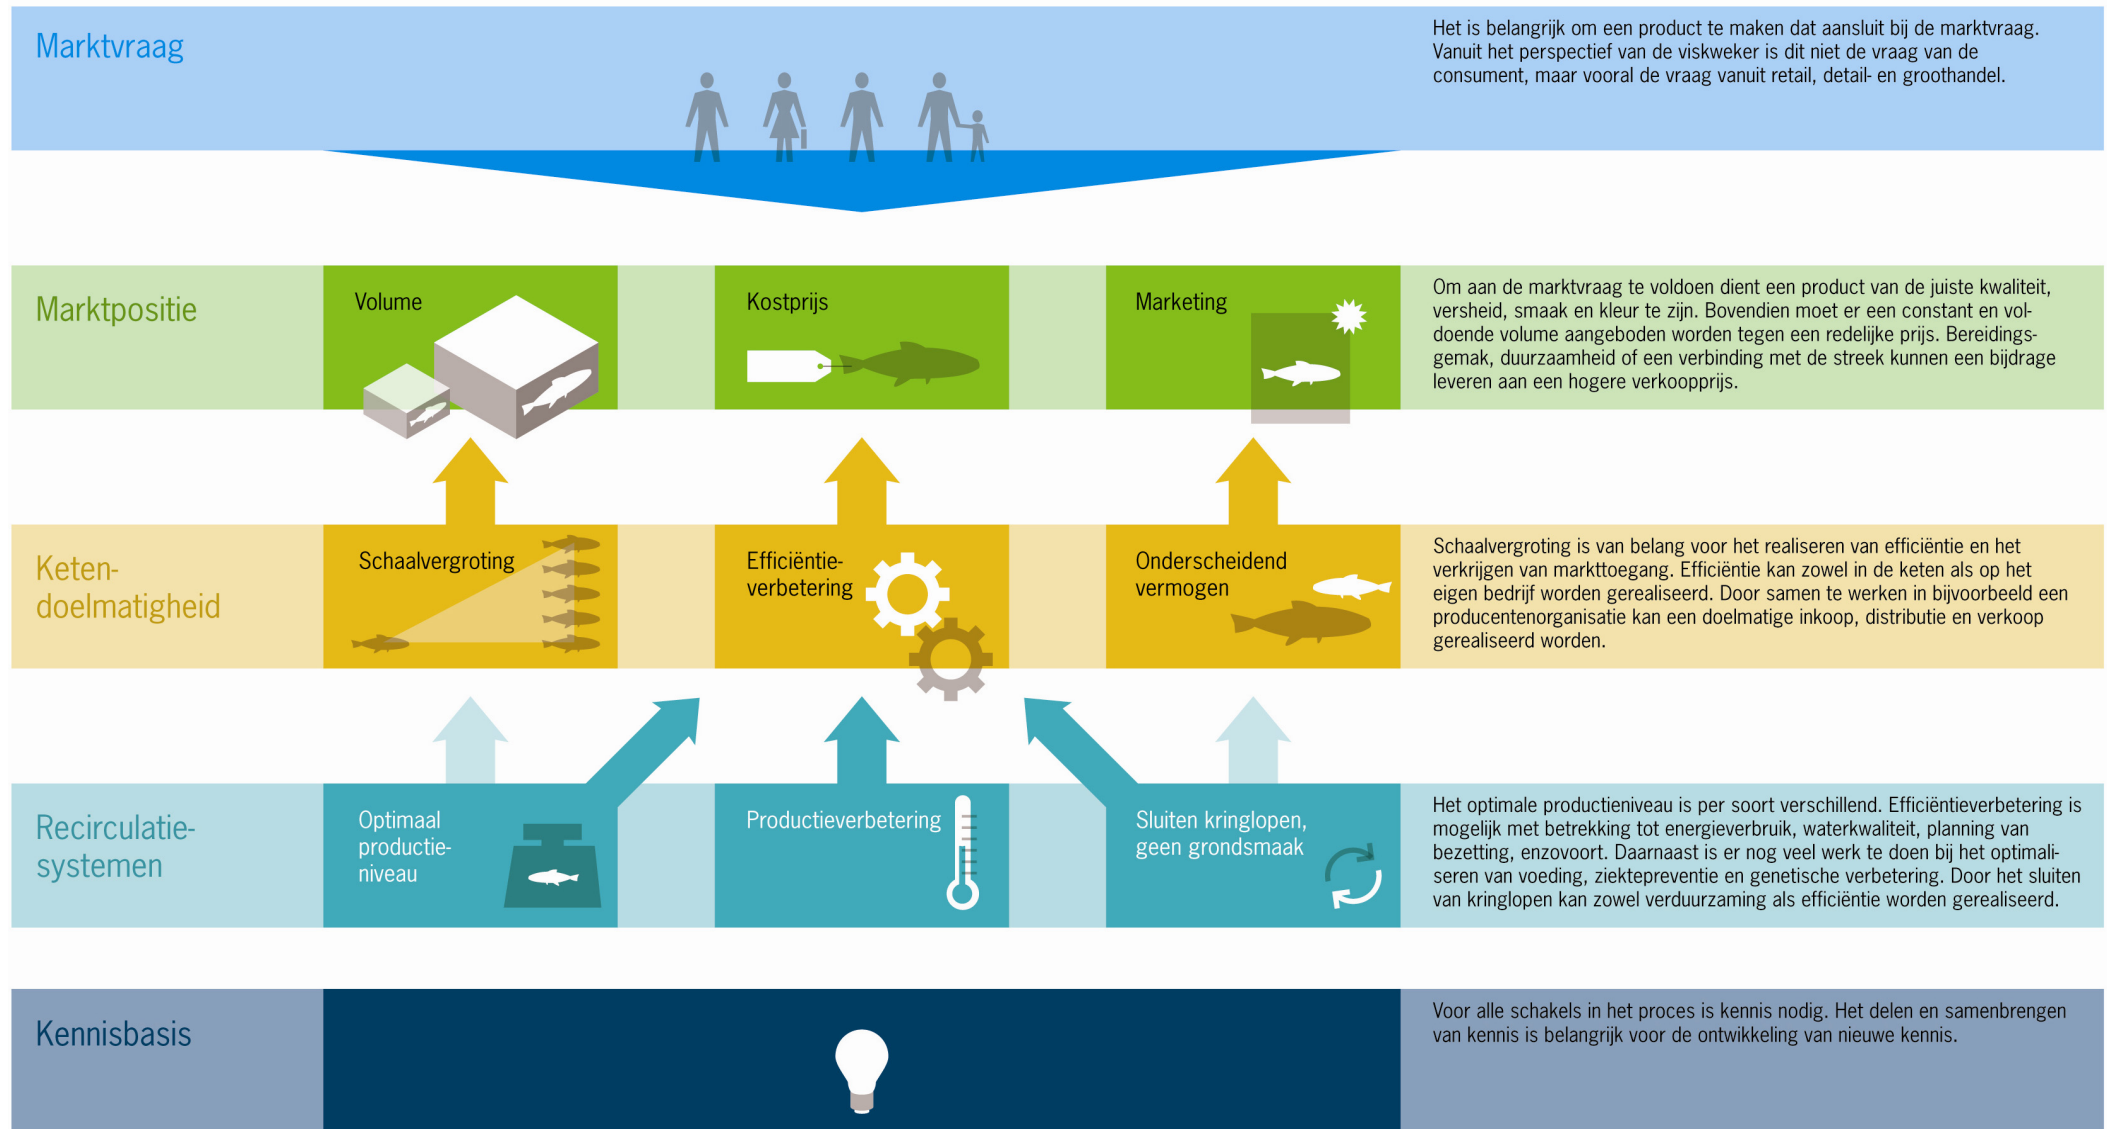 Marktvraag
Het is belangrijk om een product te maken dat aansluit bij de marktvraag.
Vanuit het perspectief van de viskweker is dit niet de vraag van de
consument, maar vooral de vraag vanuit retail, detail- en groothandel.
Marktpositie
Volume
Kostprijs
Marketing
Om aan de marktvraag te voldoen dient een product van de juiste kwaliteit,
versheid, smaak en kleur te zijn. Bovendien moet er een constant en vol-
doende volume aangeboden worden tegen een redelijke prijs. Bereidings-
gemak, duurzaamheid of een verbinding met de streek kunnen een bijdrage
leveren aan een hogere verkoopprijs.
Keten-
doelmatigheid
Schaalvergroting
Efficiëntie-
verbetering
Onderscheidend
vermogen
Schaalvergroting is van belang voor het realiseren van efficiëntie en het
verkrijgen van markttoegang. Efficiëntie kan zowel in de keten als op het
eigen bedrijf worden gerealiseerd. Door samen te werken in bijvoorbeeld een
producentenorganisatie kan een doelmatige inkoop, distributie en verkoop
gerealiseerd worden.
Recirculatie-
systemen
Optimaal
productie-
niveau
Productieverbetering
Sluiten kringlopen,
geen grondsmaak
Het optimale productieniveau is per soort verschillend. Efficiëntieverbetering is
mogelijk met betrekking tot energieverbruik, waterkwaliteit, planning van
bezetting, enzovoort. Daarnaast is er nog veel werk te doen bij het optimali-
seren van voeding, ziektepreventie en genetische verbetering. Door het sluiten
van kringlopen kan zowel verduurzaming als efficiëntie worden gerealiseerd.
Kennisbasis
Voor alle schakels in het proces is kennis nodig. Het delen en samenbrengen
van kennis is belangrijk voor de ontwikkeling van nieuwe kennis.